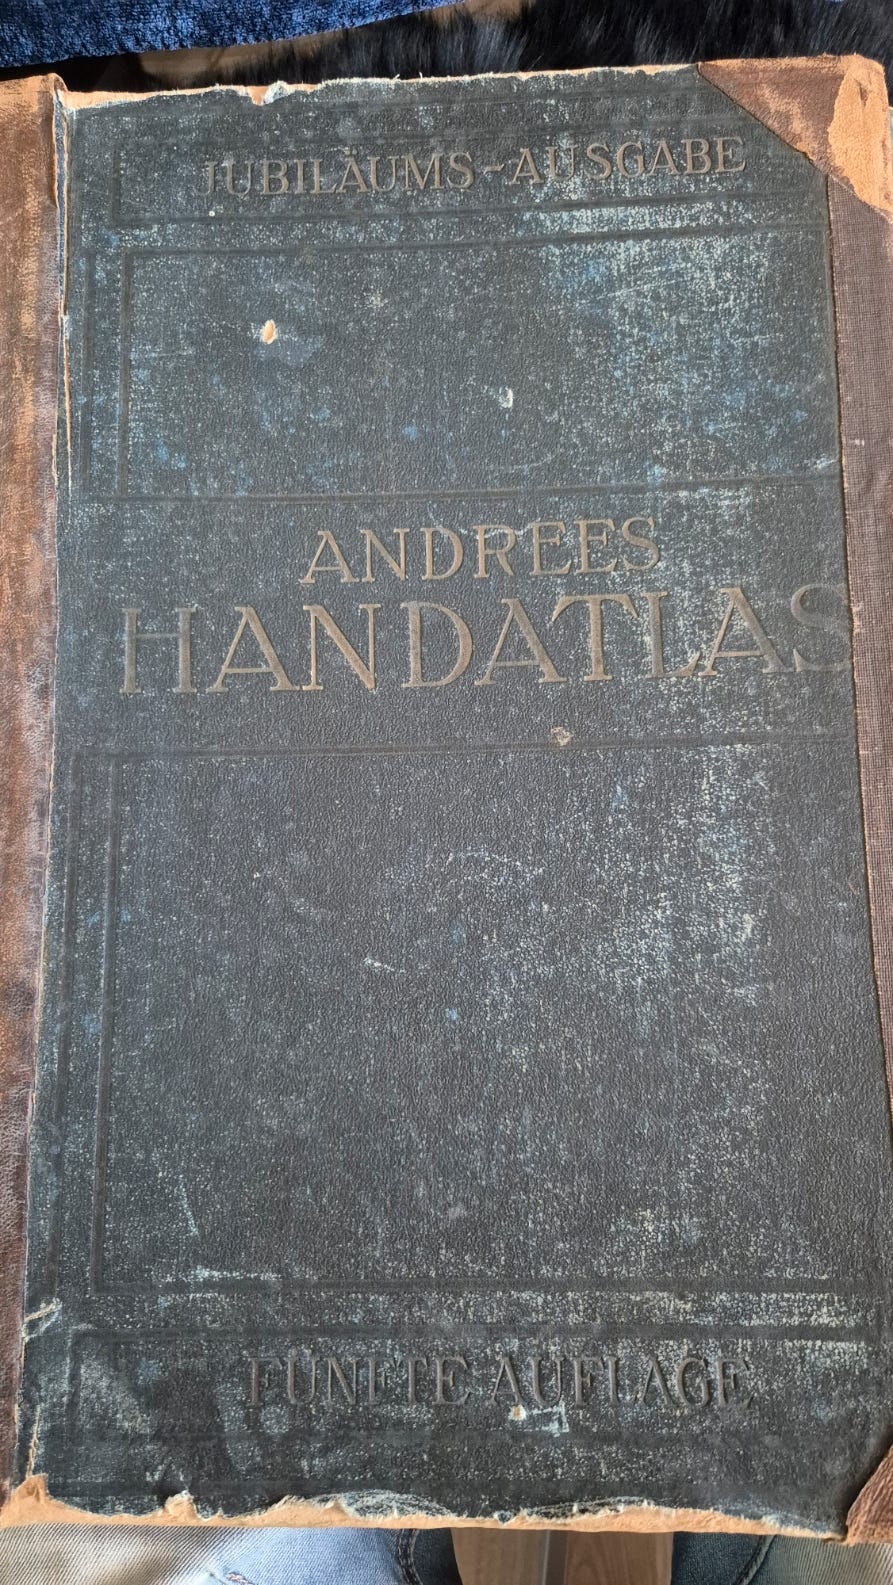 JUBILÄUMS-AUSGABE
ANDREES
HANDATLAS
FÜNFTE AUFLAGE